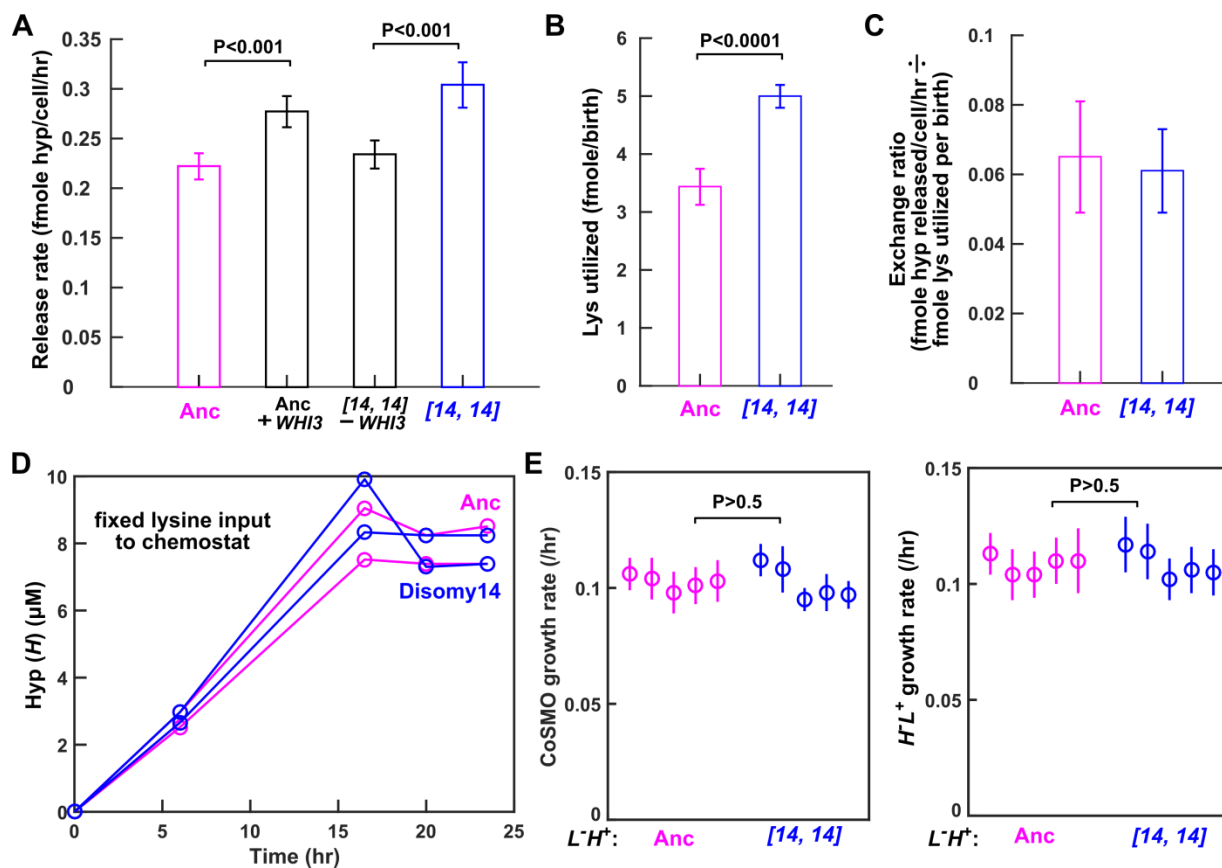 A
Release rate (fmole hyp/cell/hr)
0.35
0.3
0.25
0.2
0.15
0.1
0.05
0
P<0.001
P<0.001
Anc
Anc
+ WHI3
[14, 14]
– WHI3
[14, 14]
B
Lys utilized (fmole/birth)
6
5
4
3
2
1
0
P<0.0001
Anc
[14, 14]
C
Exchange ratio
(fmole hyp released/cell/hr ÷
fmole lys utilized per birth)
0.1
0.08
0.06
0.04
0.02
0
Anc
[14, 14]
D
Hyp (H) (µM)
10
8
6
4
2
0
fixed lysine input
to chemostat
Anc
Disomy14
0
5
10
15
20
25
Time (hr)
E
CoSMO growth rate (/hr)
0.15
0.1
0.05
0
P>0.5
L⁻H⁺:
Anc
[14, 14]
H⁻L⁺ growth rate (/hr)
0.15
0.1
0.05
0
P>0.5
L⁻H⁺:
Anc
[14, 14]